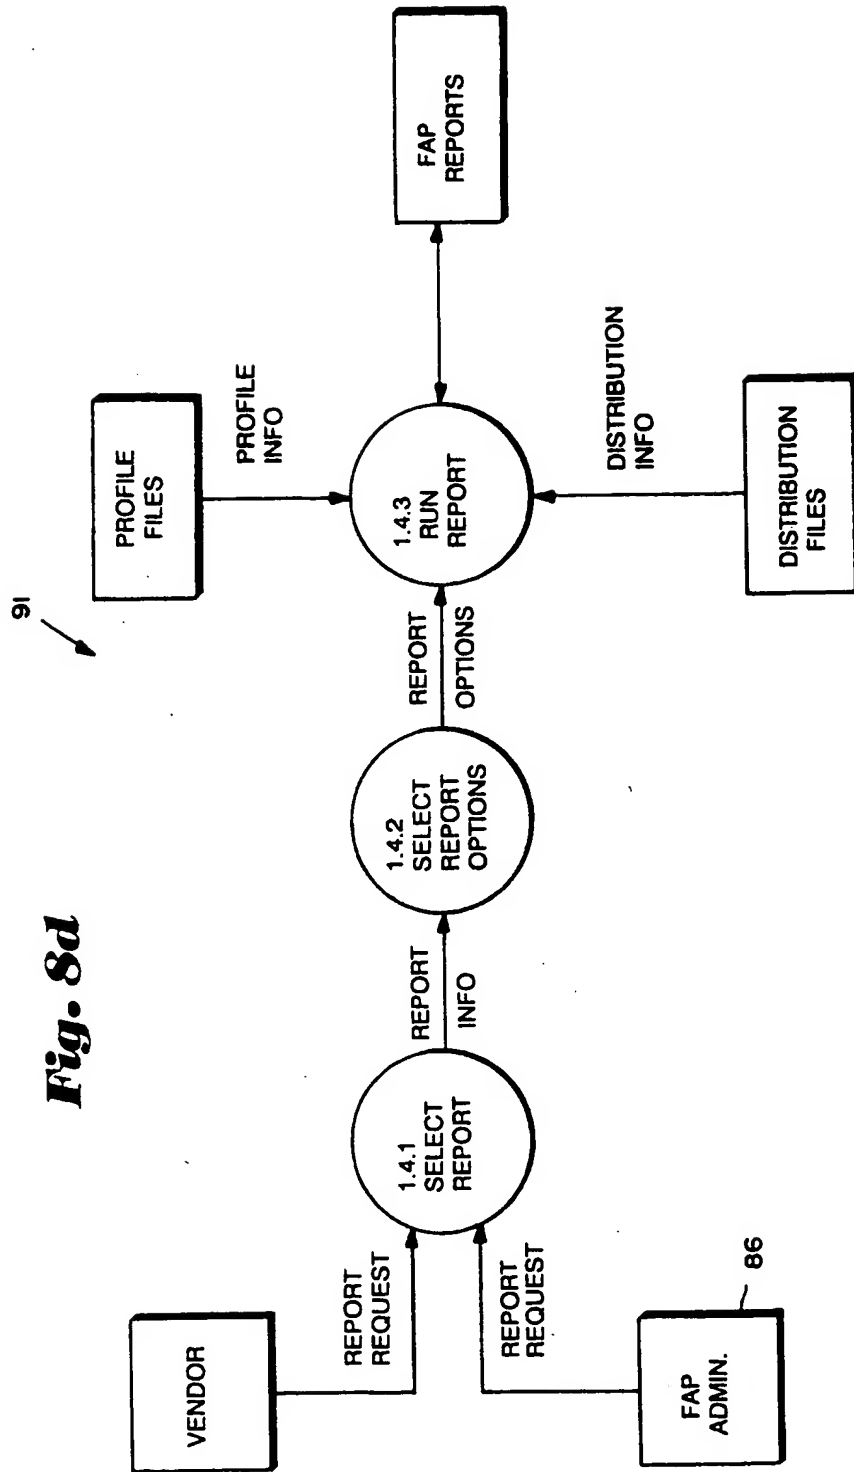 Fig. 8d
91
VENDOR
REPORT
REQUEST
FAP
ADMIN.
86
REPORT
REQUEST
1.4.1
SELECT
REPORT
REPORT
INFO
1.4.2
SELECT
REPORT
OPTIONS
REPORT
OPTIONS
PROFILE
FILES
PROFILE
INFO
1.4.3
RUN
REPORT
DISTRIBUTION
INFO
DISTRIBUTION
FILES
FAP
REPORTS